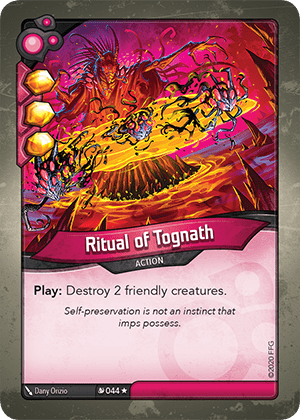 Ritual of Tognath
ACTION
Play: Destroy 2 friendly creatures.
Self-preservation is not an instinct that
imps possess.
Dany Orizio
044
©2020 FFG